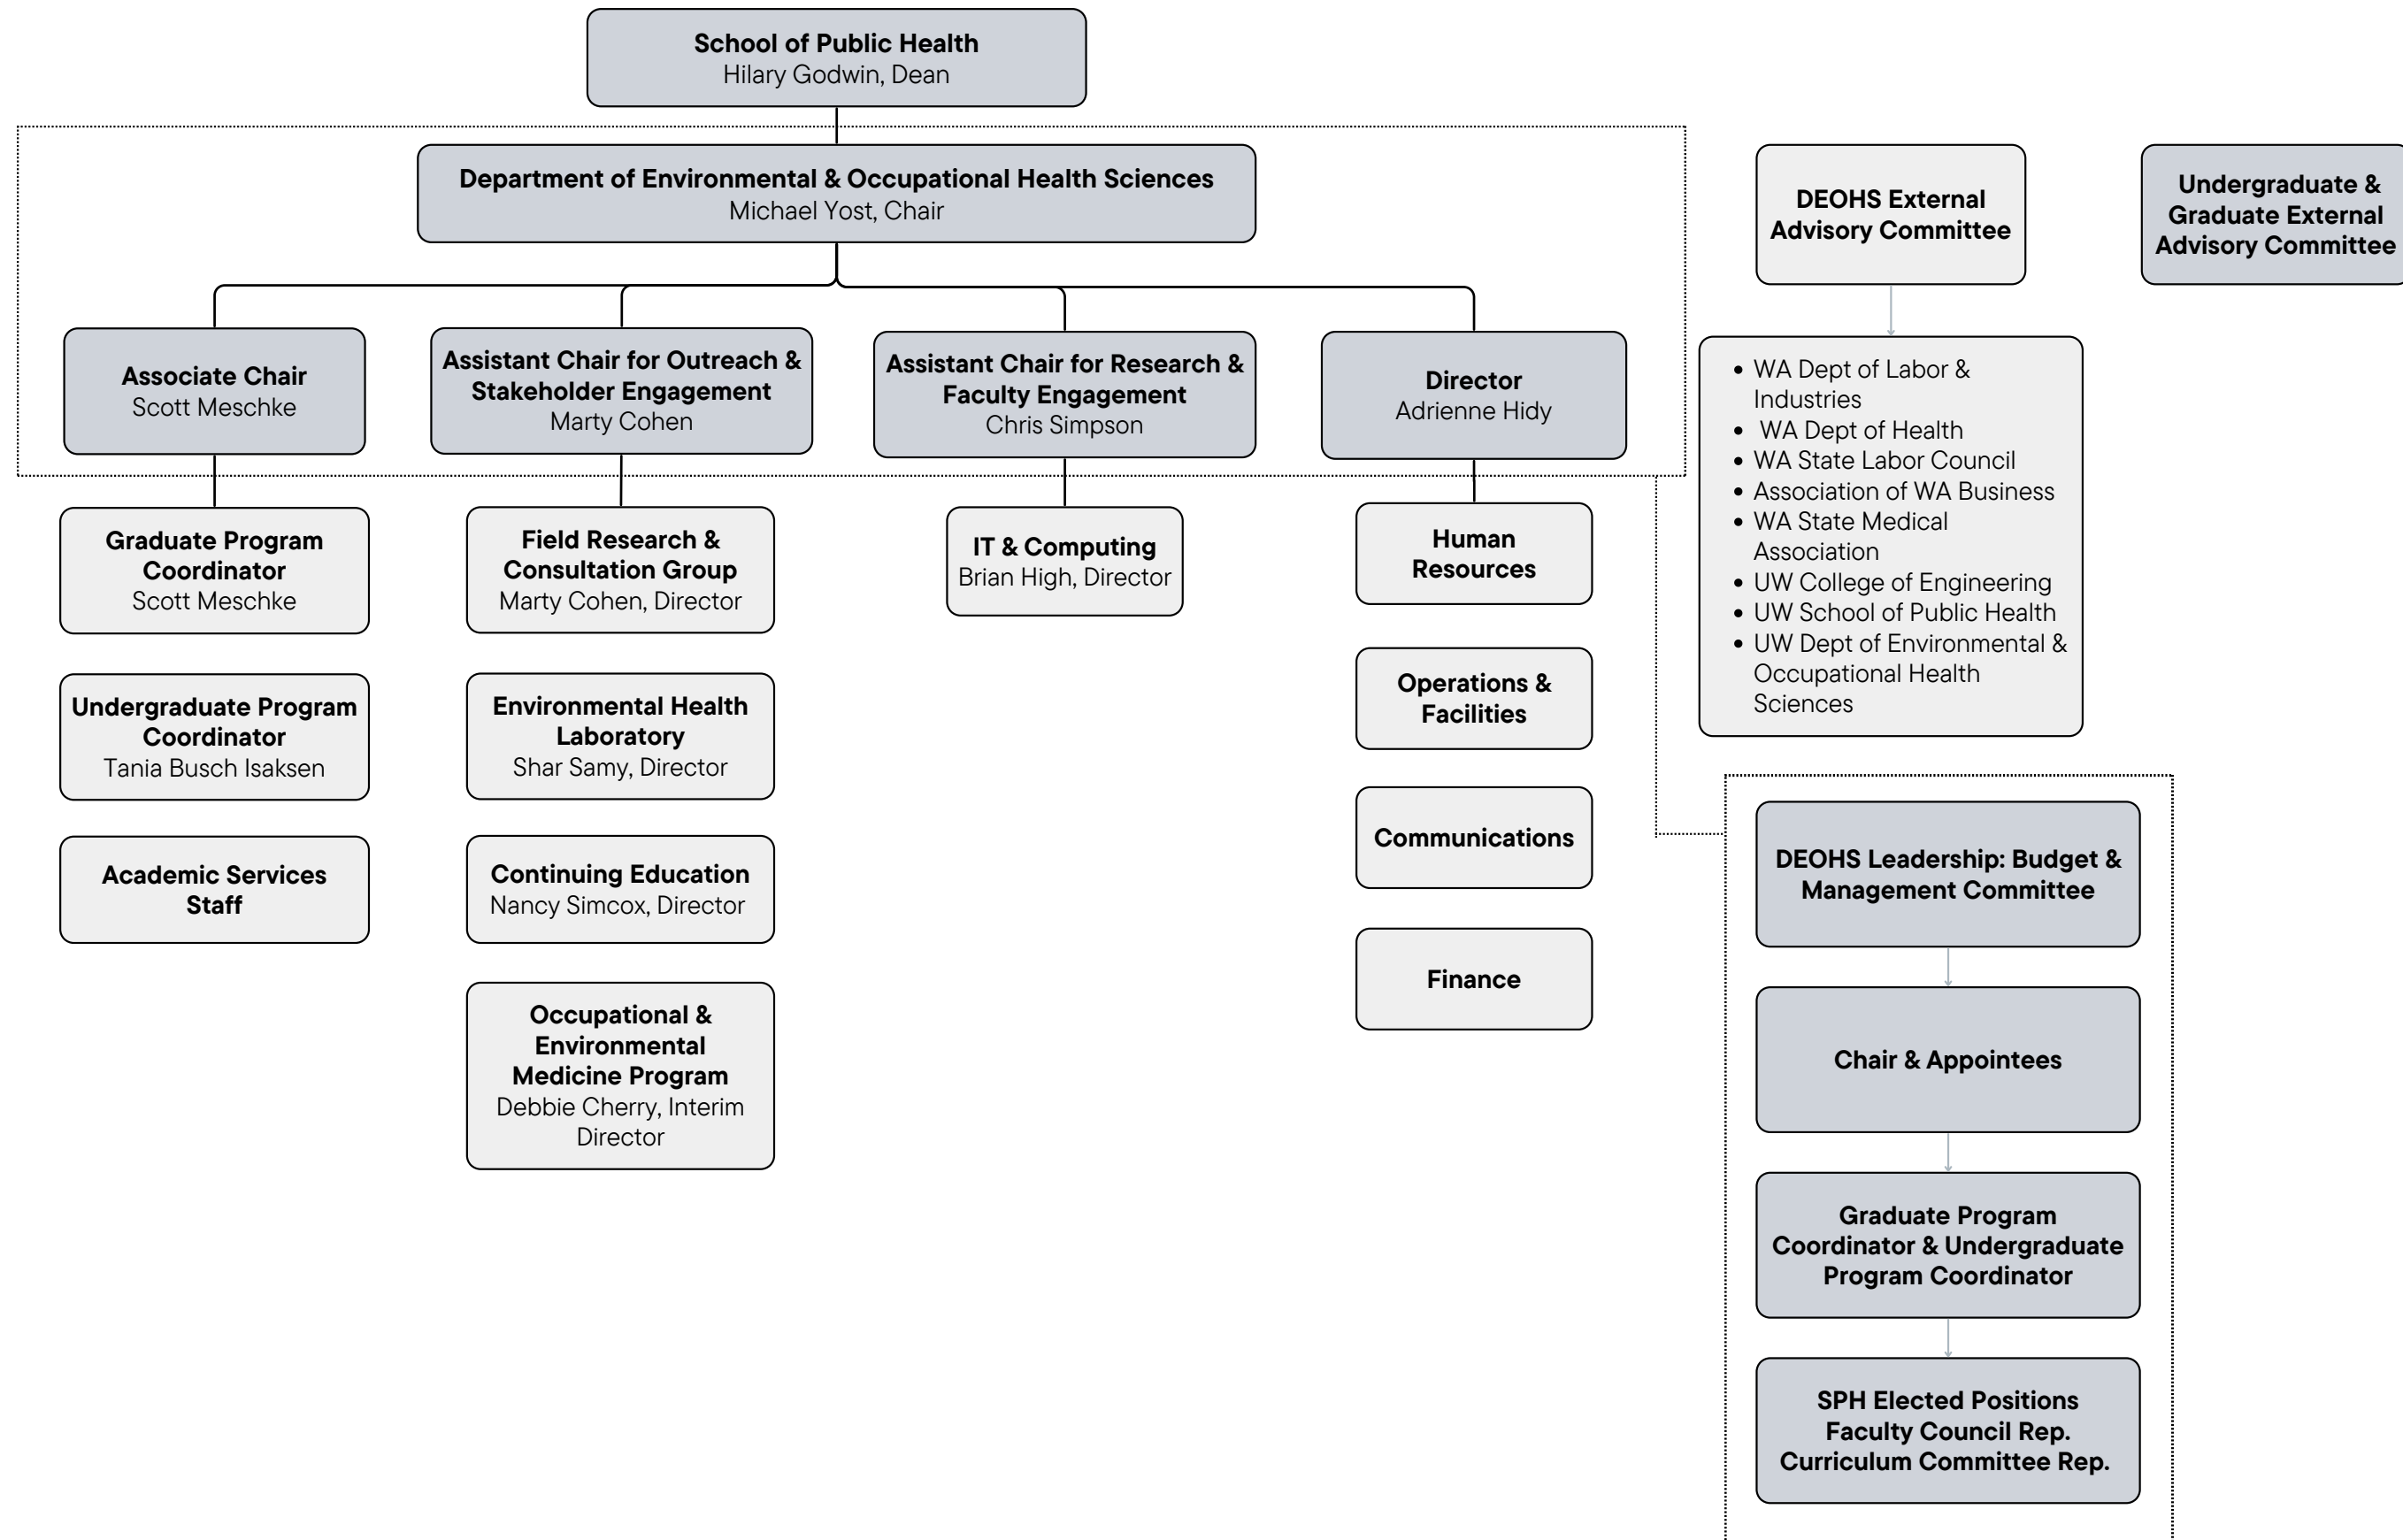 School of Public Health
Hilary Godwin, Dean
Department of Environmental & Occupational Health Sciences
Michael Yost, Chair
Associate Chair
Scott Meschke
Assistant Chair for Outreach &
Stakeholder Engagement
Marty Cohen
Assistant Chair for Research &
Faculty Engagement
Chris Simpson
Director
Adrienne Hidy
Graduate Program
Coordinator
Scott Meschke
Undergraduate Program
Coordinator
Tania Busch Isaksen
Academic Services
Staff
Field Research &
Consultation Group
Marty Cohen, Director
Environmental Health
Laboratory
Shar Samy, Director
Continuing Education
Nancy Simcox, Director
Occupational &
Environmental
Medicine Program
Debbie Cherry, Interim
Director
IT & Computing
Brian High, Director
Human
Resources
Operations &
Facilities
Communications
Finance
DEOHS External
Advisory Committee
• WA Dept of Labor &
Industries
• WA Dept of Health
• WA State Labor Council
• Association of WA Business
• WA State Medical
Association
• UW College of Engineering
• UW School of Public Health
• UW Dept of Environmental &
Occupational Health
Sciences
Undergraduate &
Graduate External
Advisory Committee
DEOHS Leadership: Budget &
Management Committee
Chair & Appointees
Graduate Program
Coordinator & Undergraduate
Program Coordinator
SPH Elected Positions
Faculty Council Rep.
Curriculum Committee Rep.